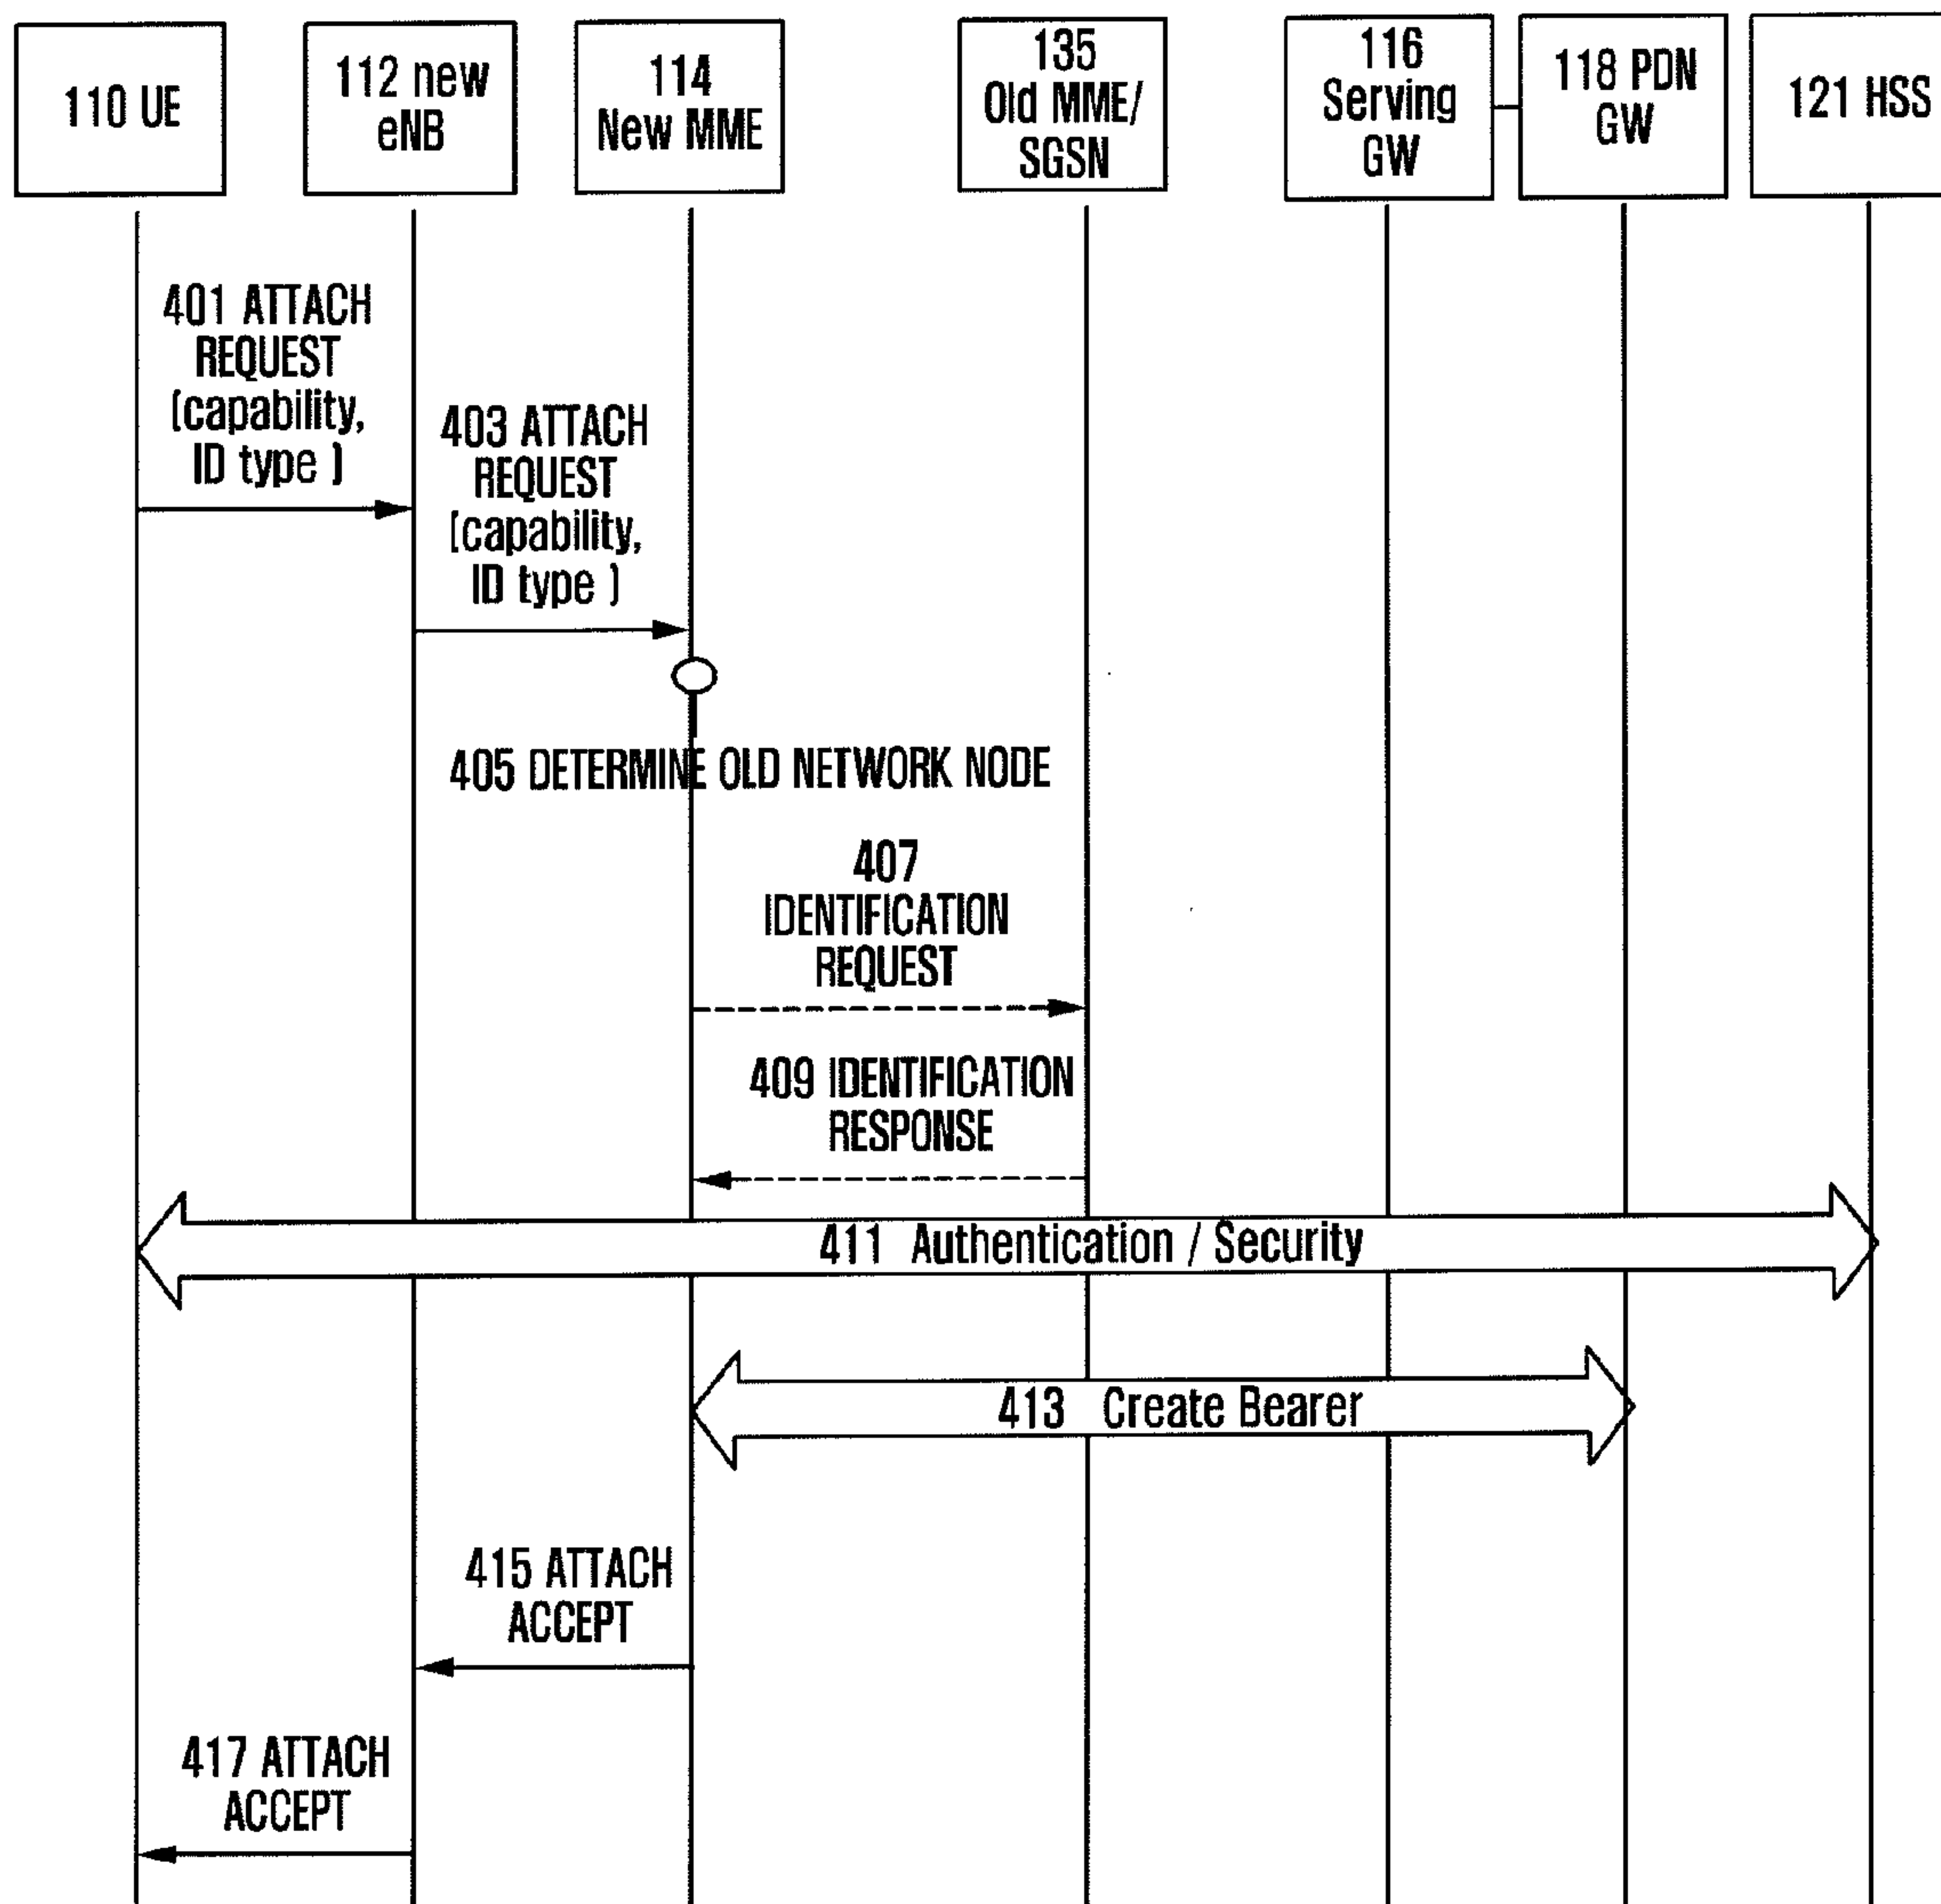 110 UE
112 new
eNB
114
New MME
135
Old MME/
SGSN
116
Serving
GW
118 PDN
GW
121 HSS
401 ATTACH
REQUEST
(capability,
ID type )
403 ATTACH
REQUEST
(capability,
ID type )
405 DETERMINE OLD NETWORK NODE
407
IDENTIFICATION
REQUEST
409 IDENTIFICATION
RESPONSE
411 Authentication / Security
413 Create Bearer
415 ATTACH
ACCEPT
417 ATTACH
ACCEPT